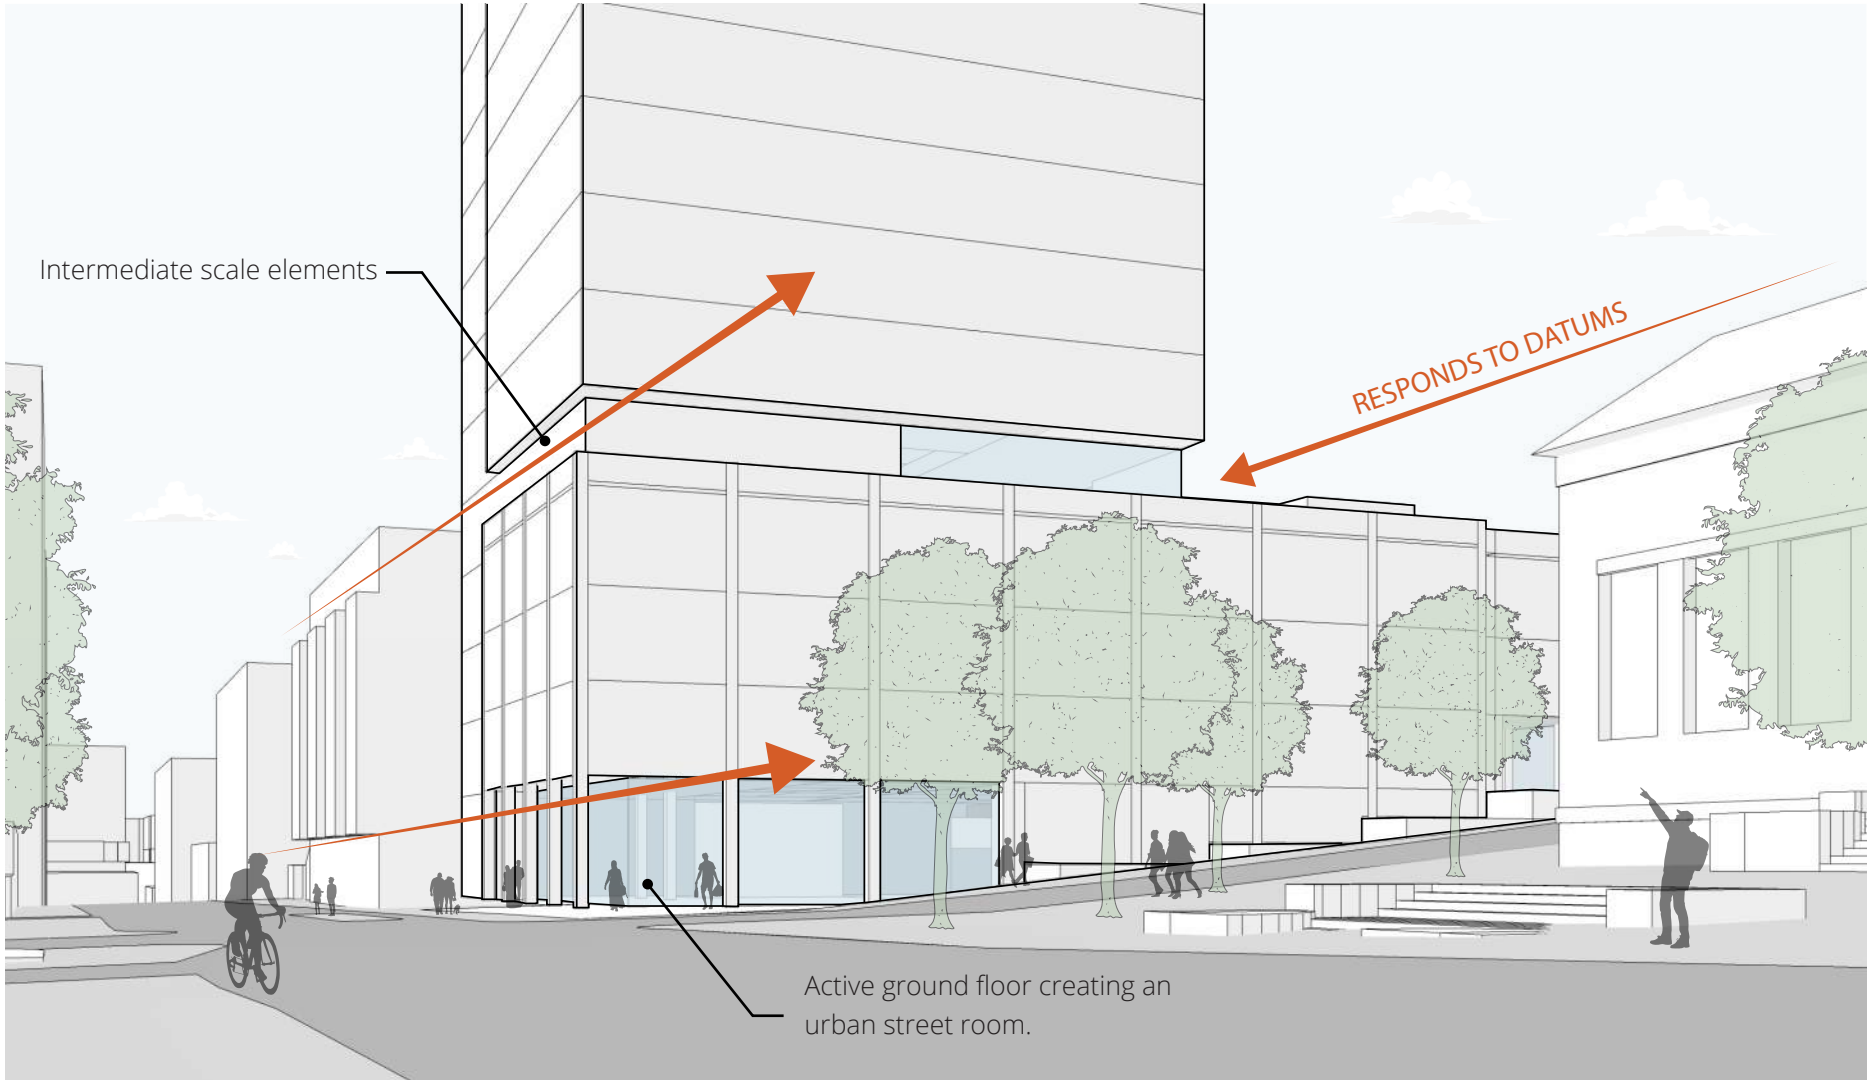 Intermediate scale elements
RESPONDS TO DATUMS
Active ground floor creating an
urban street room.